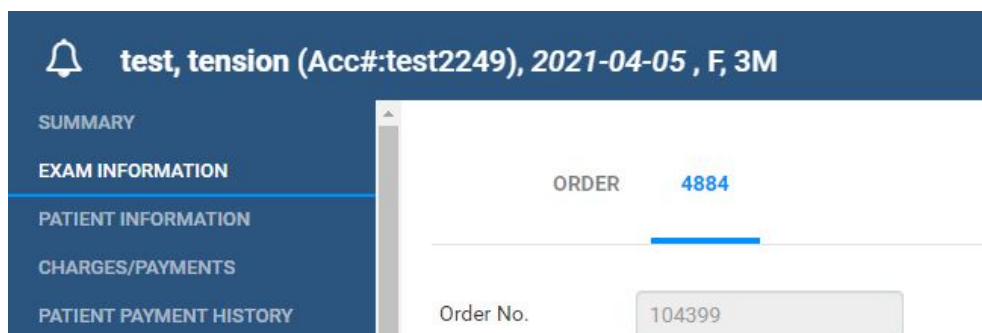 test, tension (Acc#:test2249), 2021-04-05 , F, 3M
SUMMARY
EXAM INFORMATION
PATIENT INFORMATION
CHARGES/PAYMENTS
PATIENT PAYMENT HISTORY
ORDER 4884
Order No. 104399